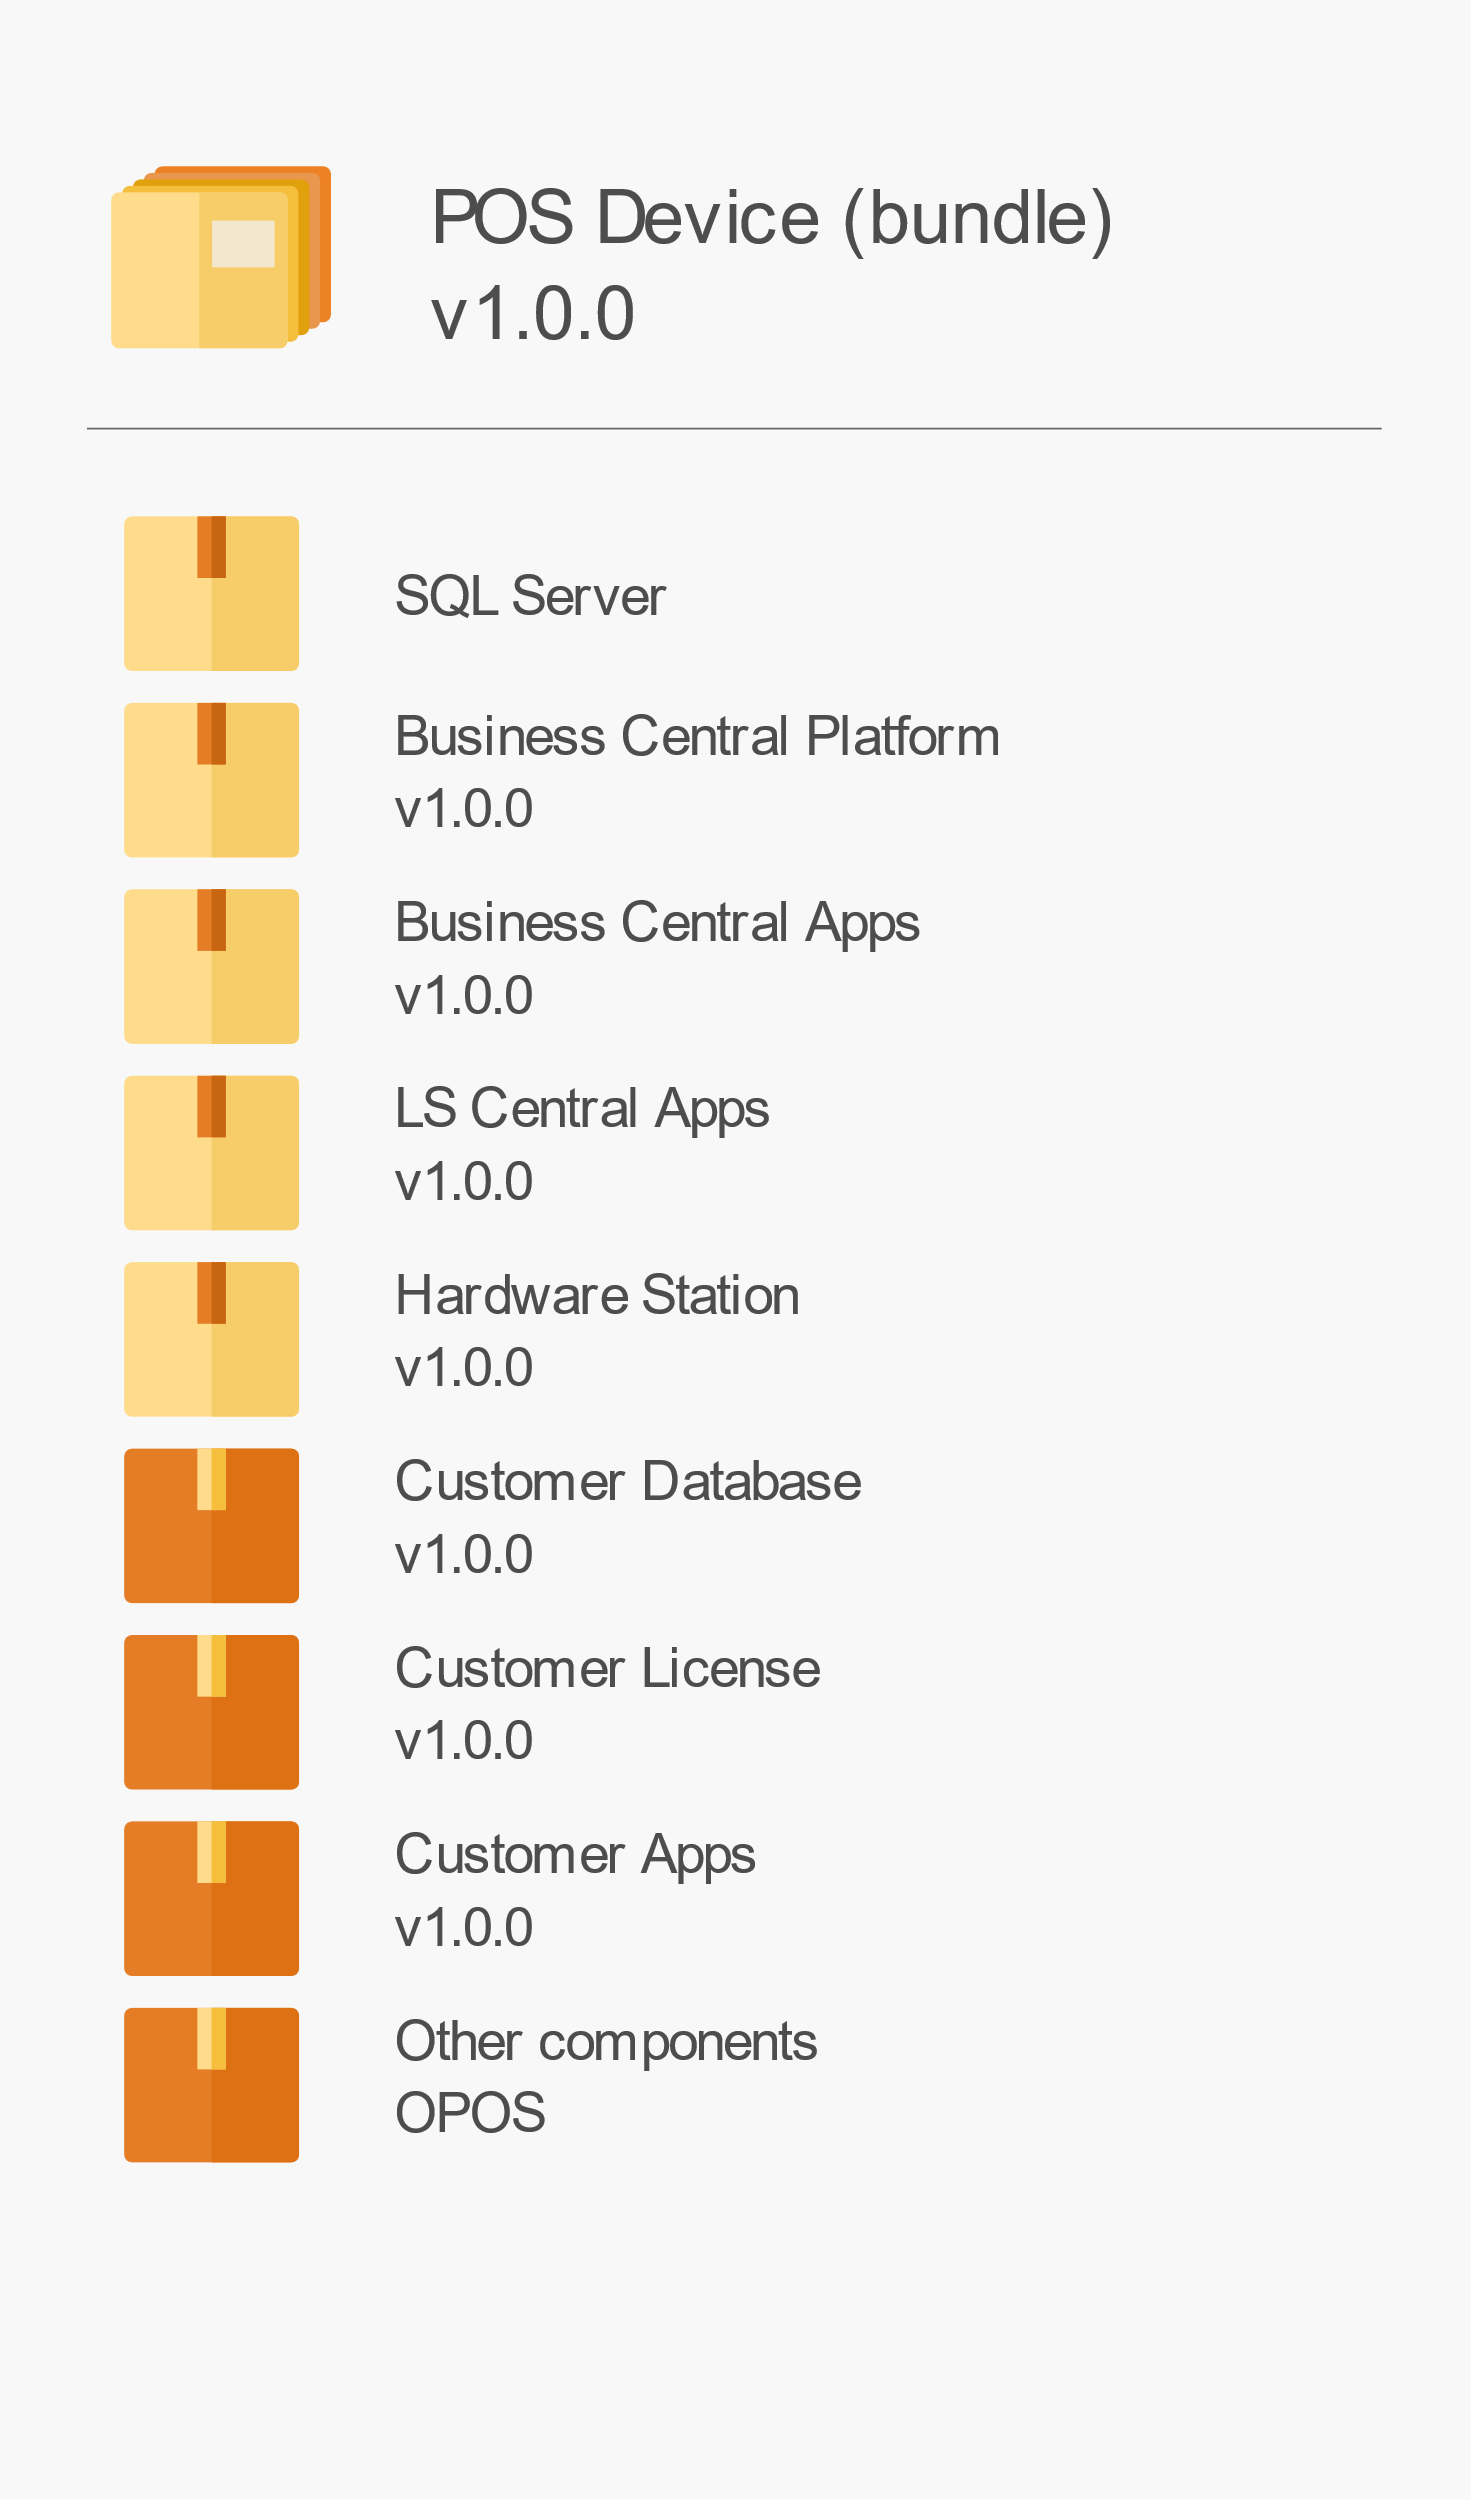 POS Device (bundle)
v1.0.0
SQL Server
Business Central Platform
v1.0.0
Business Central Apps
v1.0.0
LS Central Apps
v1.0.0
Hardware Station
v1.0.0
Customer Database
v1.0.0
Customer License
v1.0.0
Customer Apps
v1.0.0
Other components
OPOS